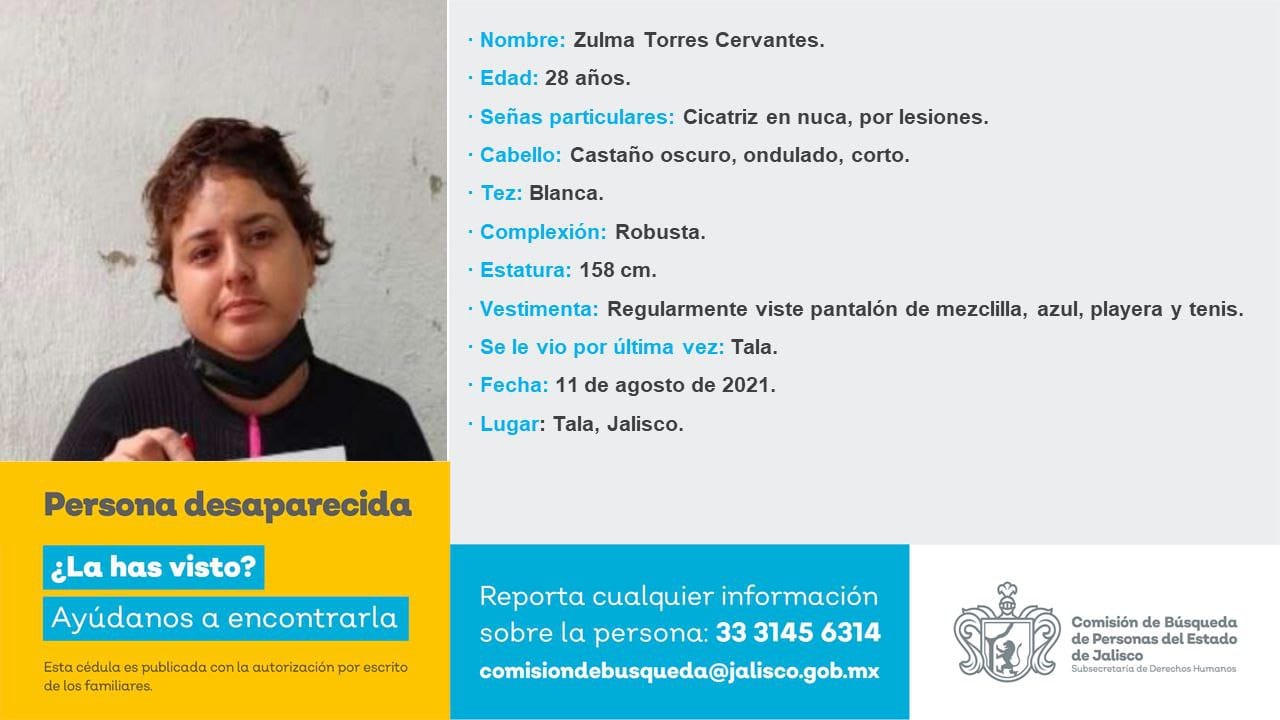 · Nombre: Zulma Torres Cervantes.
· Edad: 28 años.
· Señas particulares: Cicatriz en nuca, por lesiones.
· Cabello: Castaño oscuro, ondulado, corto.
· Tez: Blanca.
· Complexión: Robusta.
· Estatura: 158 cm.
· Vestimenta: Regularmente viste pantalón de mezclilla, azul, playera y tenis.
· Se le vio por última vez: Tala.
· Fecha: 11 de agosto de 2021.
· Lugar: Tala, Jalisco.
Persona desaparecida
¿La has visto?
Ayúdanos a encontrarla
Esta cédula es publicada con la autorización por escrito
de los familiares.
Reporta cualquier información
sobre la persona: 33 3145 6314
comisiondebusqueda@jalisco.gob.mx
Comisión de Búsqueda
de Personas del Estado
de Jalisco
Subsecretaría de Derechos Humanos